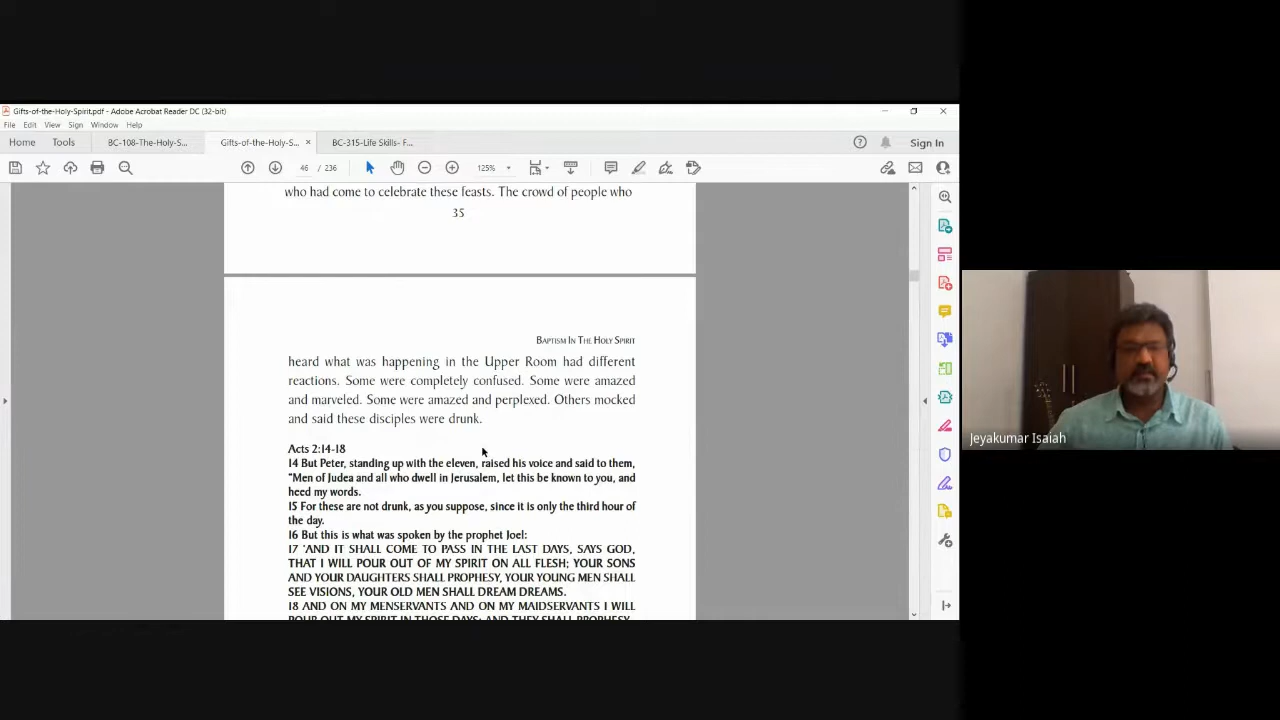 Gifts-of-the-Holy-Spirit.pdf - Adobe Acrobat Reader DC (32-bit)
File Edit View Sign Window Help
Home Tools BC-108-The-Holy-S... Gifts-of-the-Holy-S... × BC-315-Life Skills- F... Sign In
46 / 236 125%
who had come to celebrate these feasts. The crowd of people who
35
Baptism In The Holy Spirit
heard what was happening in the Upper Room had different
reactions. Some were completely confused. Some were amazed
and marveled. Some were amazed and perplexed. Others mocked
and said these disciples were drunk.
Acts 2:14-18
14 But Peter, standing up with the eleven, raised his voice and said to them,
"Men of Judea and all who dwell in Jerusalem, let this be known to you, and
heed my words.
15 For these are not drunk, as you suppose, since it is only the third hour of
the day.
16 But this is what was spoken by the prophet Joel:
17 'AND IT SHALL COME TO PASS IN THE LAST DAYS, SAYS GOD,
THAT I WILL POUR OUT OF MY SPIRIT ON ALL FLESH; YOUR SONS
AND YOUR DAUGHTERS SHALL PROPHESY, YOUR YOUNG MEN SHALL
SEE VISIONS, YOUR OLD MEN SHALL DREAM DREAMS.
18 AND ON MY MENSERVANTS AND ON MY MAIDSERVANTS I WILL
POUR OUT MY SPIRIT IN THOSE DAYS; AND THEY SHALL PROPHESY.
Jeyakumar Isaiah